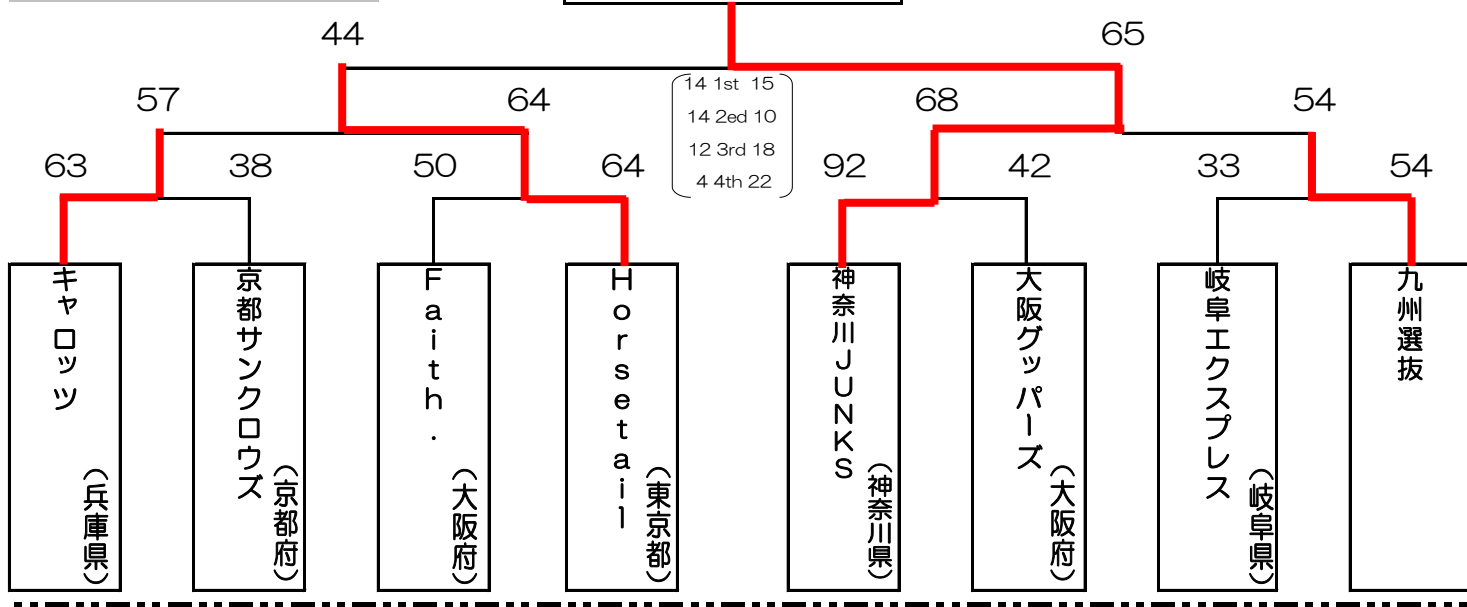 44 65
57 64 68 54
14 1st 15
14 2ed 10
12 3rd 18
4 4th 22
63 38 50 64 92 42 33 54
キャロッツ
(兵庫県)
京都サンクロウズ
(京都府)
Faith.
(大阪府)
Horsetail
(東京都)
神奈川JUNKS
(神奈川県)
大阪グッパーズ
(大阪府)
岐阜エクスプレス
(岐阜県)
九州選抜